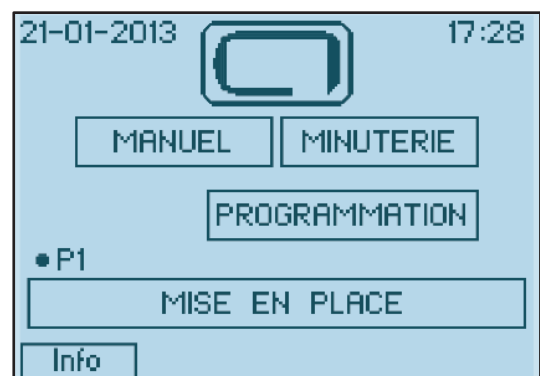 21-01-2013 17:28
MANUEL MINUTERIE
PROGRAMMATION
P1
MISE EN PLACE
Info